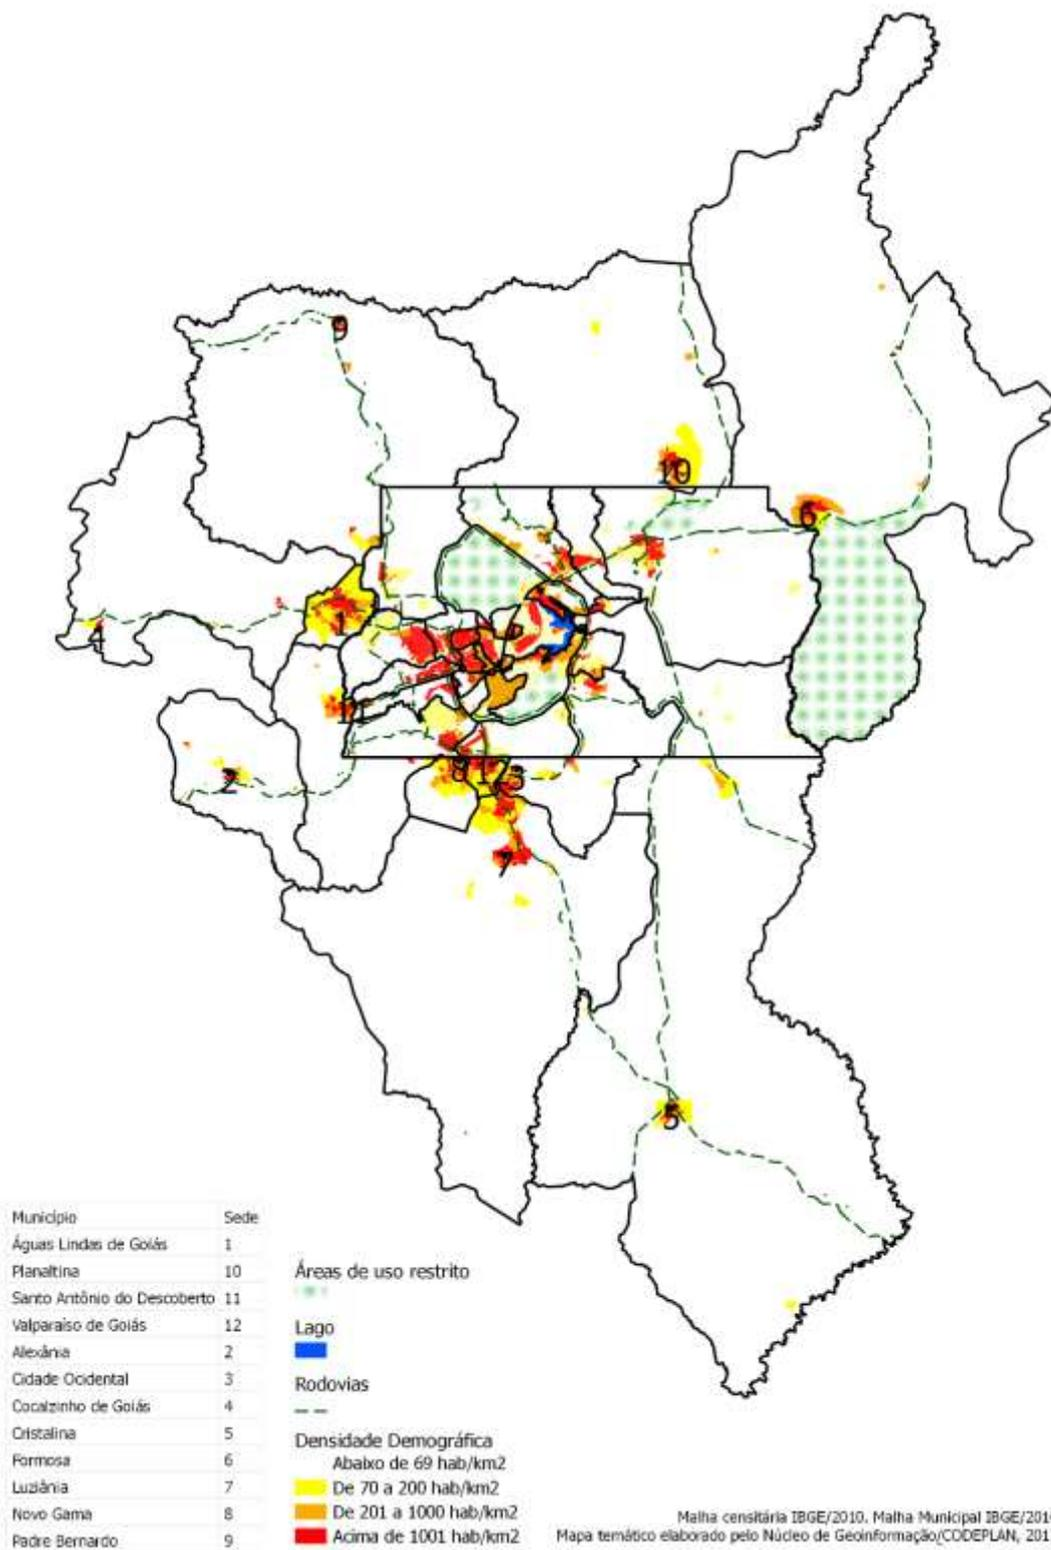 9
10
6
1
4
11
2
8 12 3
7
5
Município Sede
Águas Lindas de Goiás 1
Planaltina 10
Santo Antônio do Descoberto 11
Valparaíso de Goiás 12
Alexânia 2
Cidade Ocidental 3
Cocalzinho de Goiás 4
Cristalina 5
Formosa 6
Luziânia 7
Novo Gama 8
Padre Bernardo 9
Áreas de uso restrito
Lago
Rodovias
Densidade Demográfica
Abaixo de 69 hab/km2
De 70 a 200 hab/km2
De 201 a 1000 hab/km2
Acima de 1001 hab/km2
Malha censitária IBGE/2010. Malha Municipal IBGE/201
Mapa temático elaborado pelo Núcleo de Geoinformação/CODEPLAN, 201